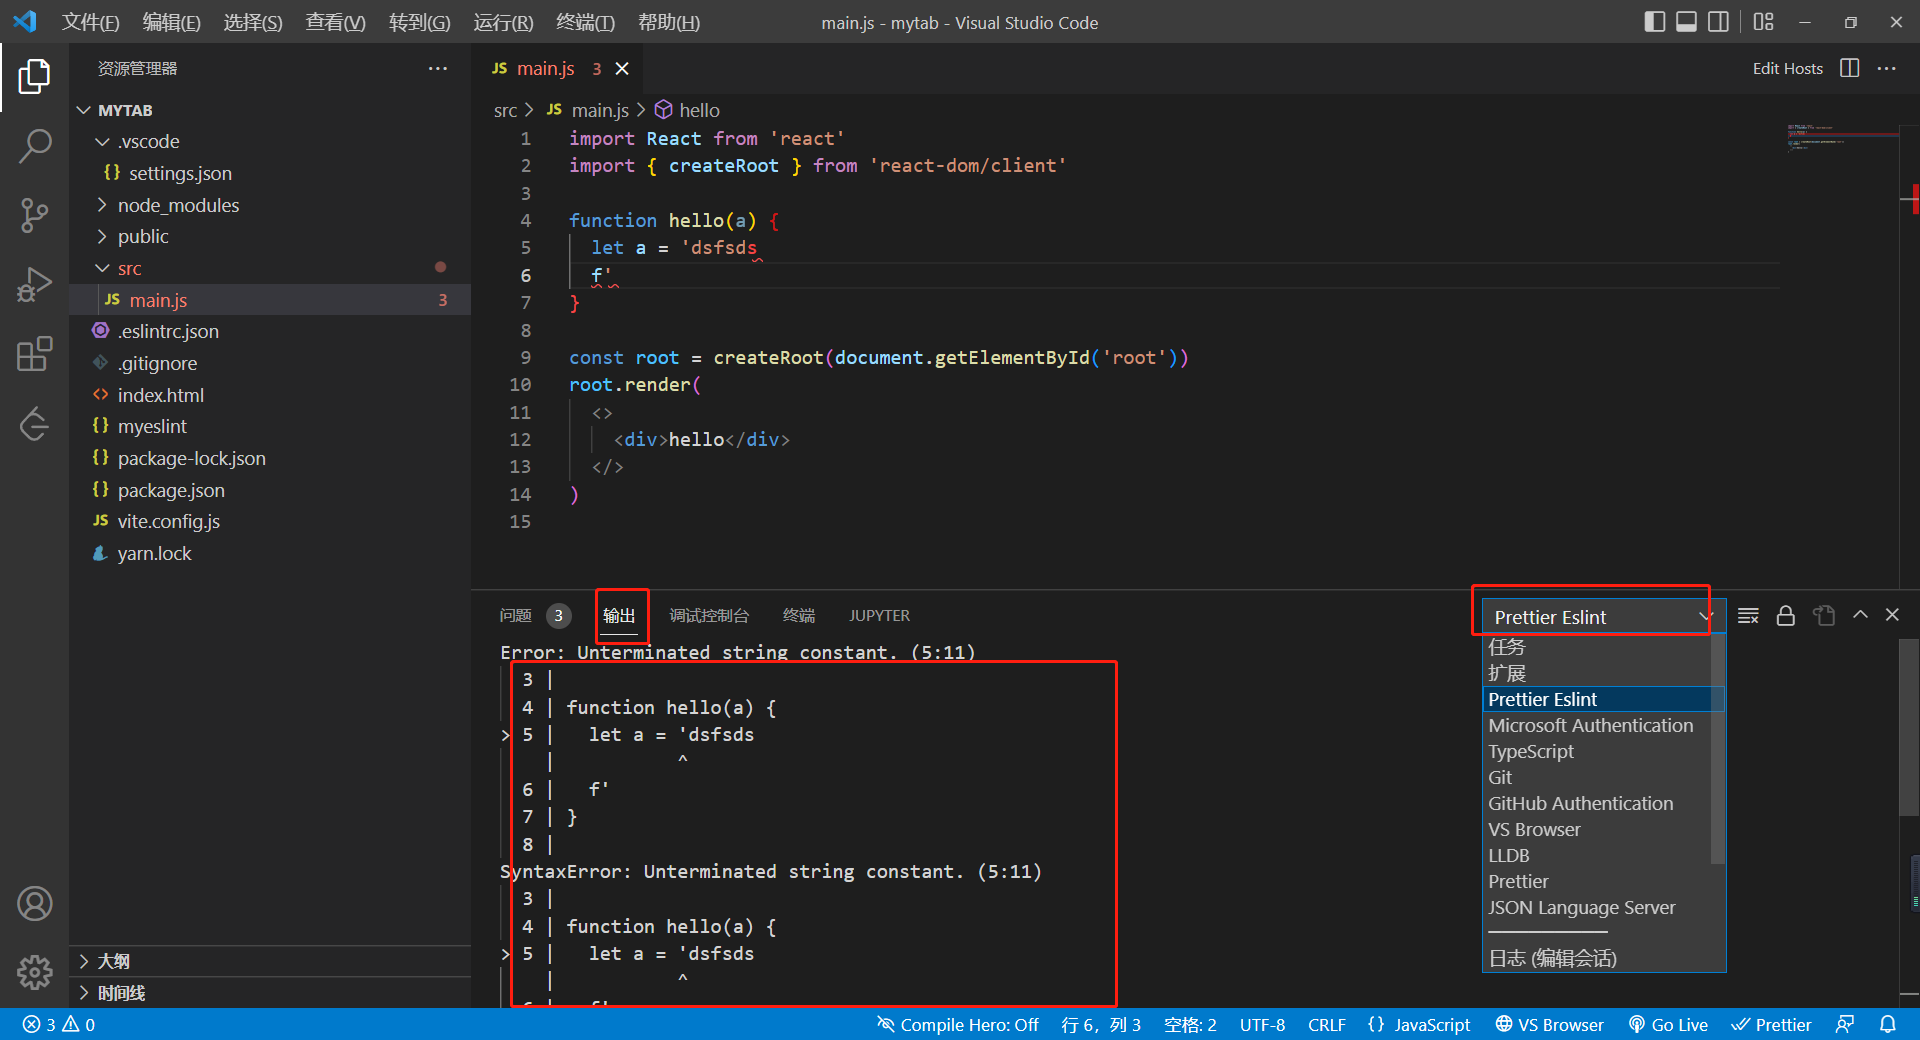 文件(F) 编辑(E) 选择(S) 查看(V) 转到(G) 运行(R) 终端(T) 帮助(H) main.js - mytab - Visual Studio Code
资源管理器 ···
MYTAB
.vscode
{} settings.json
node_modules
public
src
JS main.js 3
.eslintrc.json
.gitignore
<> index.html
{} myeslint
{} package-lock.json
{} package.json
JS vite.config.js
yarn.lock
大纲
时间线
JS main.js 3
Edit Hosts ···
src > JS main.js > hello
1 import React from 'react'
2 import { createRoot } from 'react-dom/client'
3
4 function hello(a) {
5 let a = 'dsfsds
6 f'
7 }
8
9 const root = createRoot(document.getElementById('root'))
10 root.render(
11 <>
12 <div>hello</div>
13 </>
14 )
15
问题 3 输出 调试控制台 终端 JUPYTER
Prettier Eslint
Error: Unterminated string constant. (5:11)
3 |
4 | function hello(a) {
> 5 | let a = 'dsfsds
| ^
6 | f'
7 | }
8 |
SyntaxError: Unterminated string constant. (5:11)
3 |
4 | function hello(a) {
> 5 | let a = 'dsfsds
| ^
6 | f'
任务
扩展
Prettier Eslint
Microsoft Authentication
TypeScript
Git
GitHub Authentication
VS Browser
LLDB
Prettier
JSON Language Server
日志 (编辑会话)
3 0 Compile Hero: Off 行 6, 列 3 空格: 2 UTF-8 CRLF {} JavaScript VS Browser Go Live Prettier